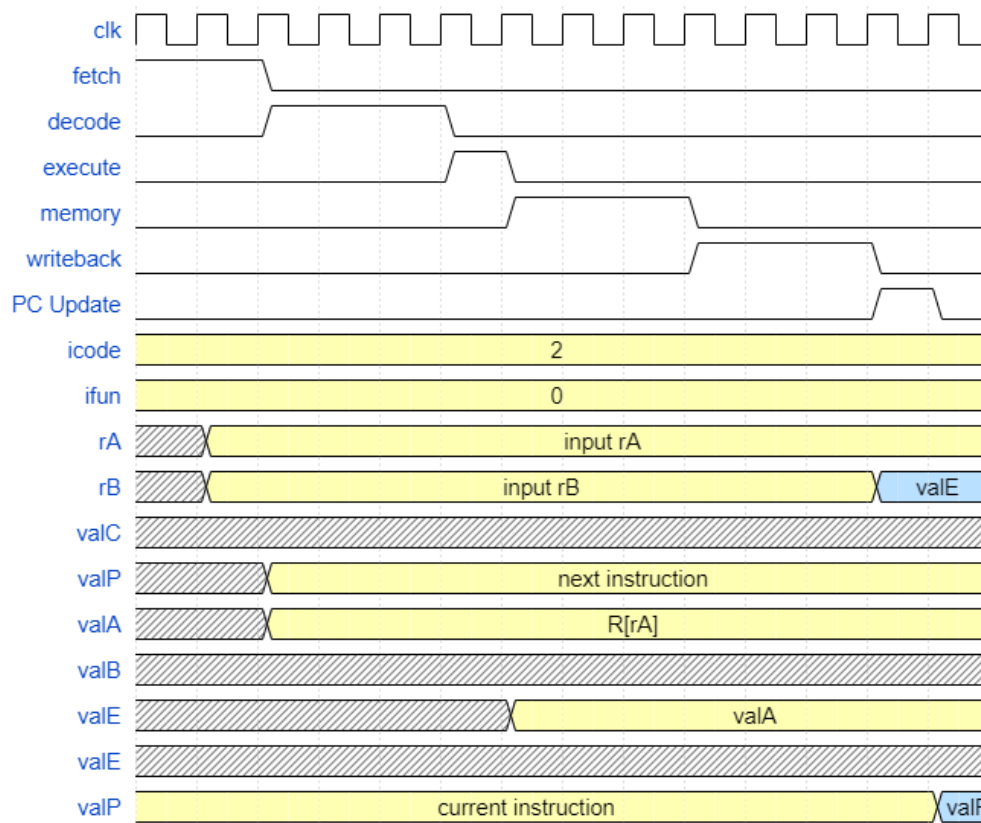 clk
fetch
decode
execute
memory
writeback
PC Update
icode 2
ifun 0
rA input rA
rB input rB valE
valC
valP next instruction
valA R[rA]
valB
valE valA
valE
valP current instruction